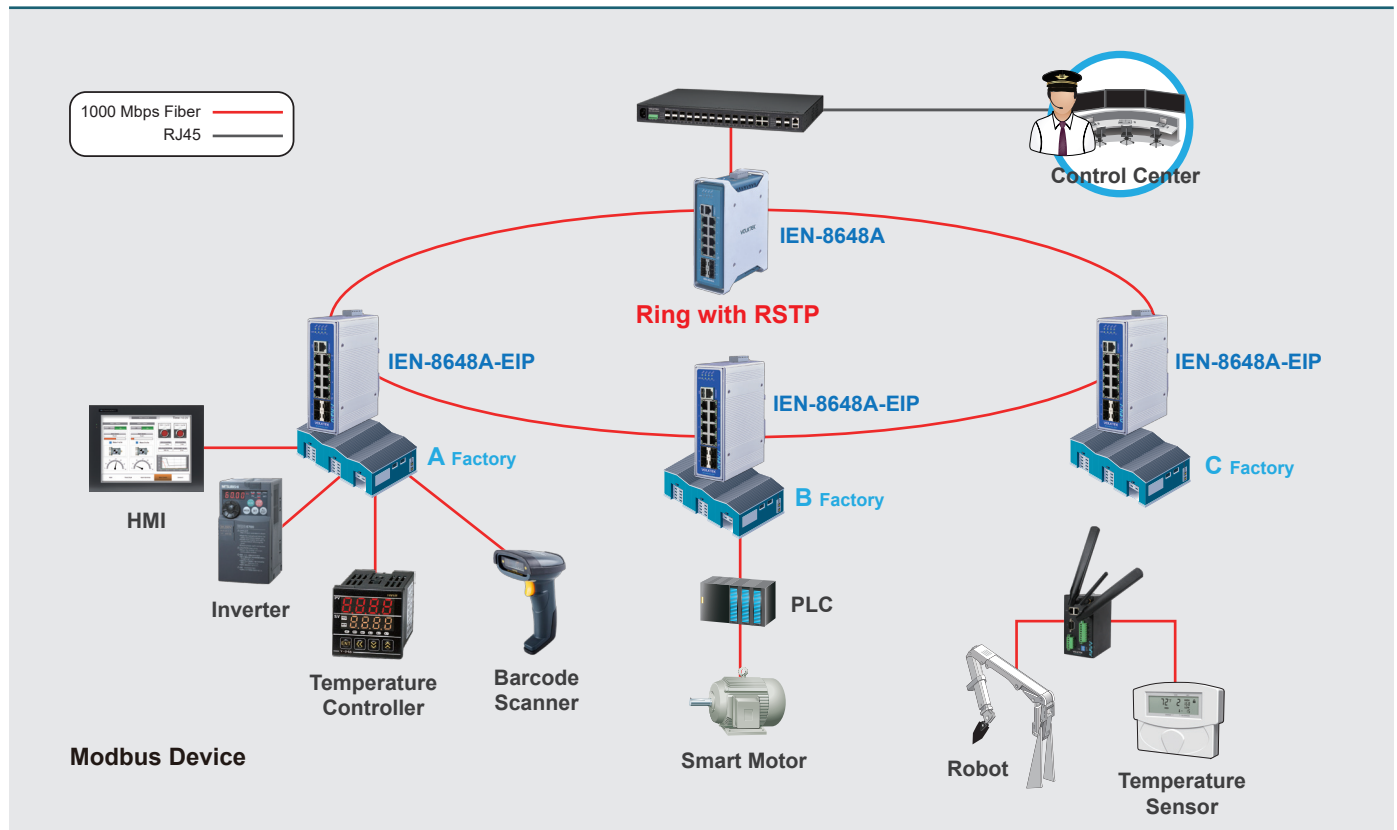 1000 Mbps Fiber
RJ45
Control Center
IEN-8648A
VOLKTEK
Ring with RSTP
IEN-8648A-EIP
IEN-8648A-EIP
IEN-8648A-EIP
A Factory
B Factory
C Factory
HMI
Inverter
Temperature
Controller
Barcode
Scanner
PLC
Smart Motor
Robot
Temperature
Sensor
Modbus Device